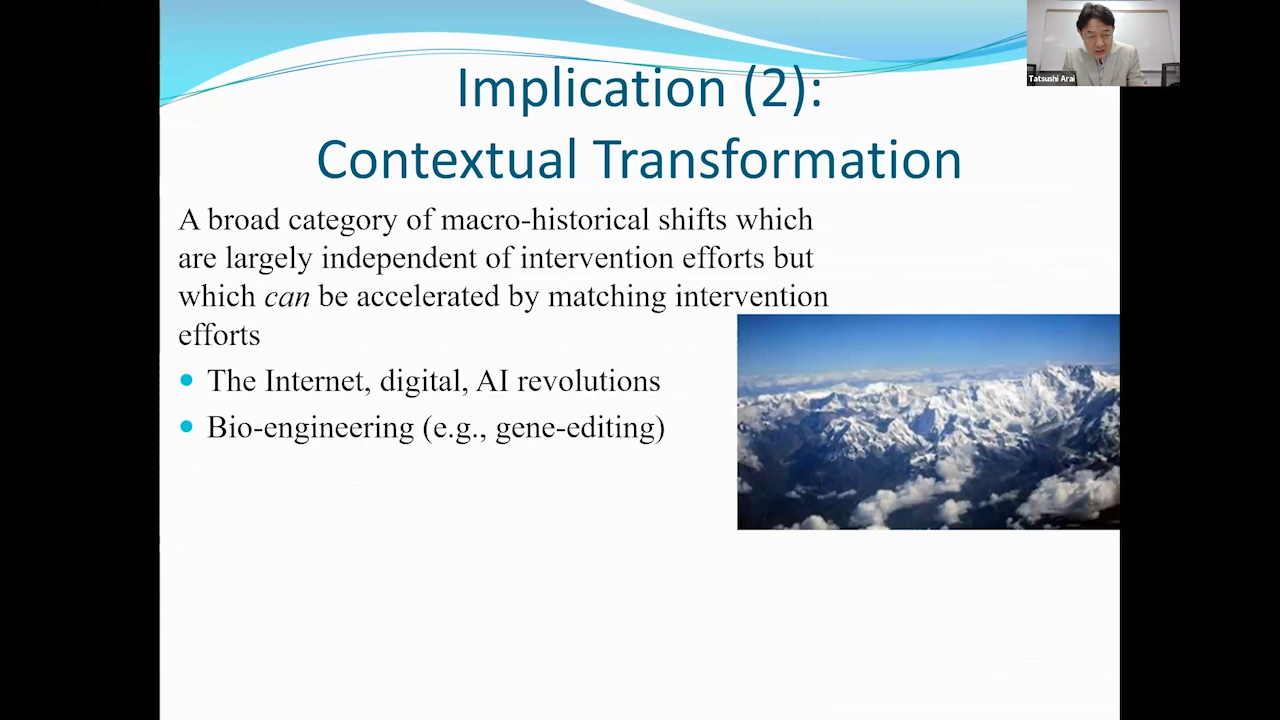 Tatsushi Arai
Implication (2):
Contextual Transformation
A broad category of macro-historical shifts which
are largely independent of intervention efforts but
which can be accelerated by matching intervention
efforts
• The Internet, digital, AI revolutions
• Bio-engineering (e.g., gene-editing)